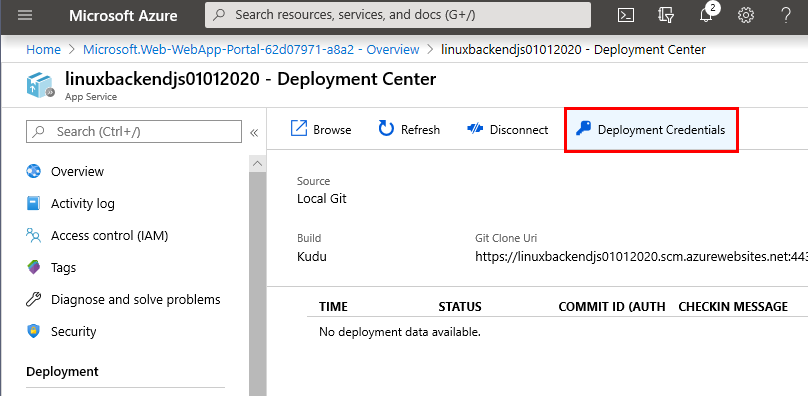 Microsoft Azure
Search resources, services, and docs (G+/)
2
?
Home > Microsoft.Web-WebApp-Portal-62d07971-a8a2 - Overview > linuxbackendjs01012020 - Deployment Center
linuxbackendjs01012020 - Deployment Center
App Service
Search (Ctrl+/)
«
Overview
Activity log
Access control (IAM)
Tags
Diagnose and solve problems
Security
Deployment
Browse
Refresh
Disconnect
Deployment Credentials
Source
Local Git
Build
Git Clone Uri
Kudu
https://linuxbackendjs01012020.scm.azurewebsites.net:443
TIME STATUS COMMIT ID (AUTH CHECKIN MESSAGE
No deployment data available.